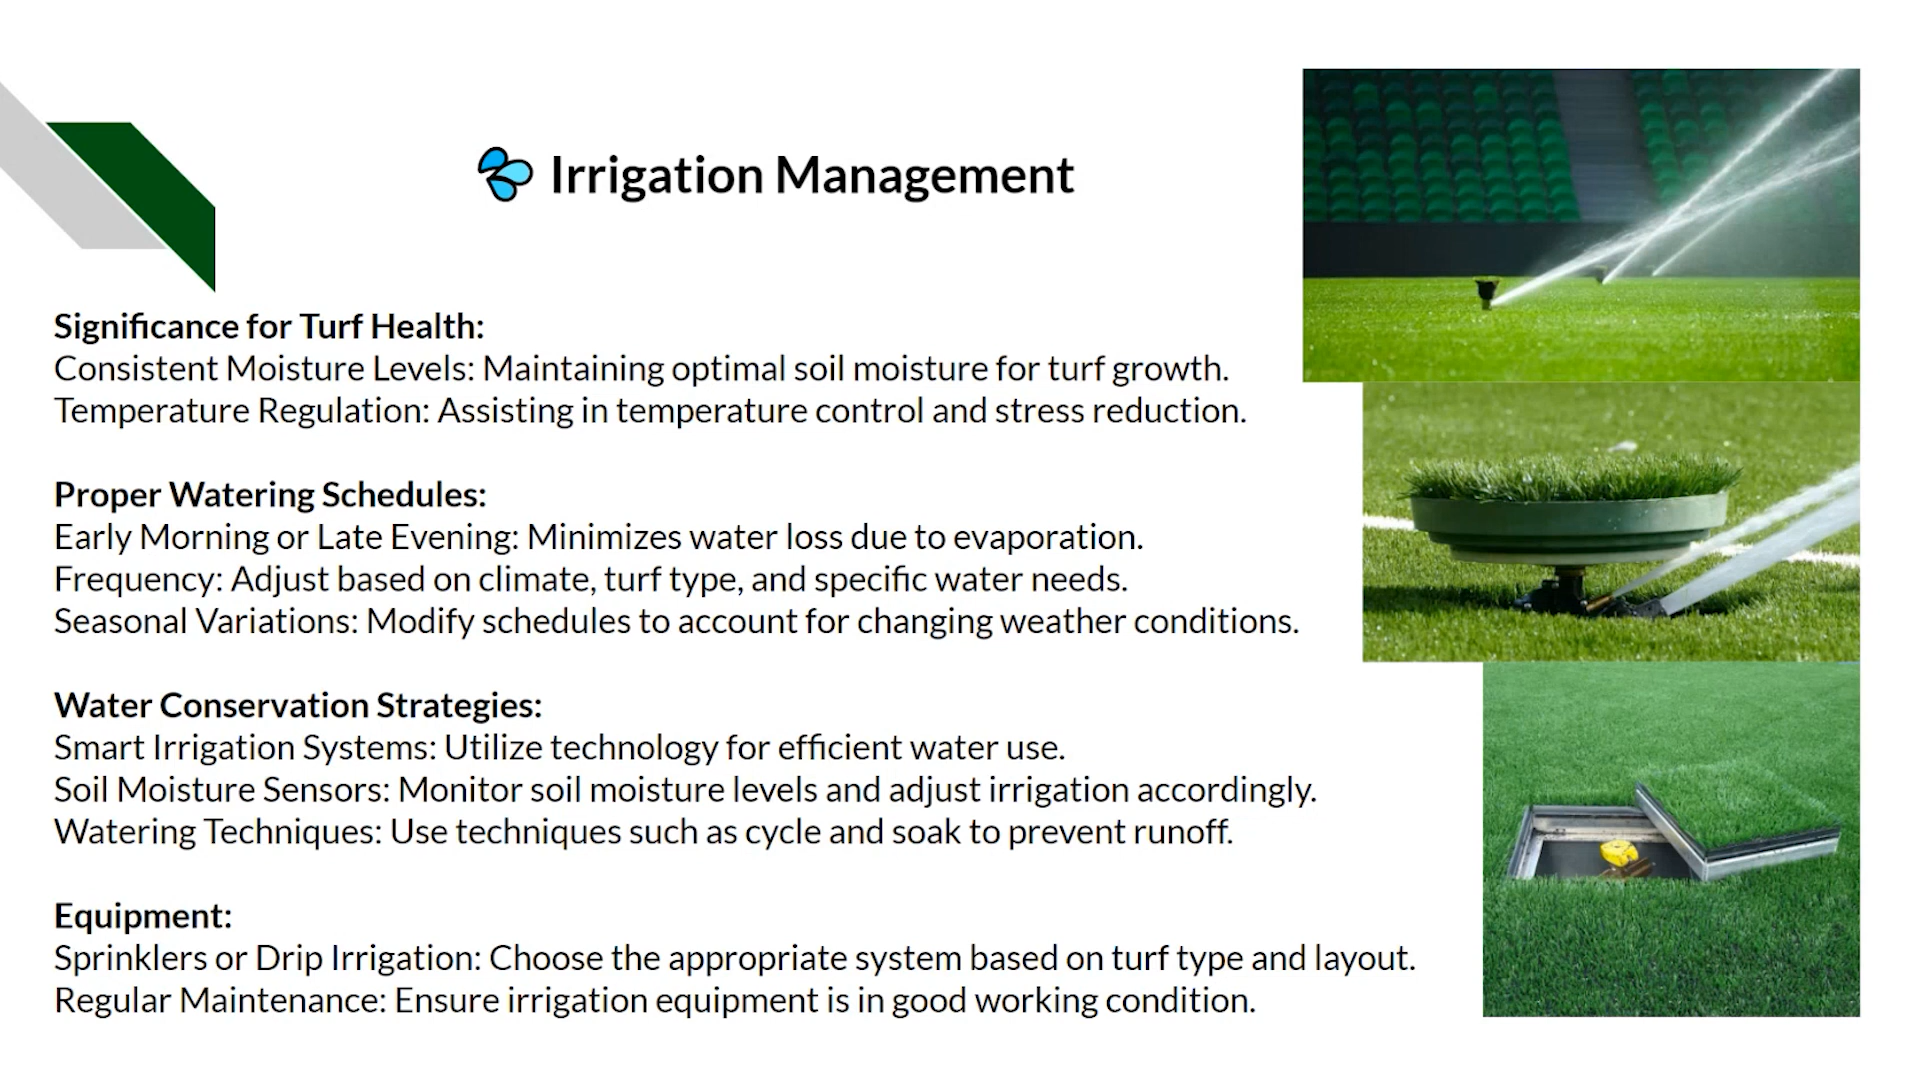 Irrigation Management
Significance for Turf Health:
Consistent Moisture Levels: Maintaining optimal soil moisture for turf growth.
Temperature Regulation: Assisting in temperature control and stress reduction.
Proper Watering Schedules:
Early Morning or Late Evening: Minimizes water loss due to evaporation.
Frequency: Adjust based on climate, turf type, and specific water needs.
Seasonal Variations: Modify schedules to account for changing weather conditions.
Water Conservation Strategies:
Smart Irrigation Systems: Utilize technology for efficient water use.
Soil Moisture Sensors: Monitor soil moisture levels and adjust irrigation accordingly.
Watering Techniques: Use techniques such as cycle and soak to prevent runoff.
Equipment:
Sprinklers or Drip Irrigation: Choose the appropriate system based on turf type and layout.
Regular Maintenance: Ensure irrigation equipment is in good working condition.